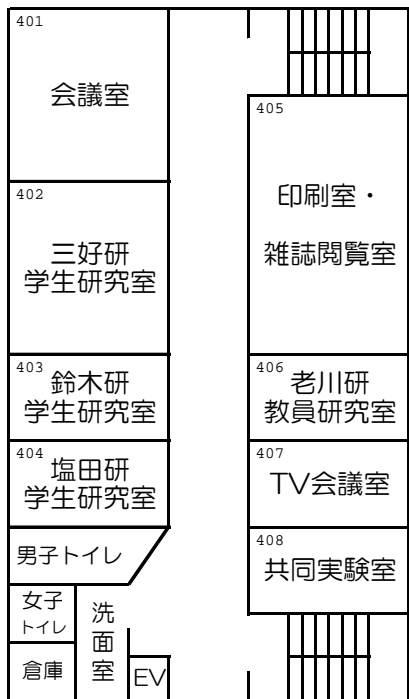 401
会議室
402
三好研
学生研究室
403
鈴木研
学生研究室
404
塩田研
学生研究室
男子トイレ
女子
トイレ
倉庫
洗
面
室
EV
405
印刷室・
雑誌閲覧室
406
老川研
教員研究室
407
TV会議室
408
共同実験室